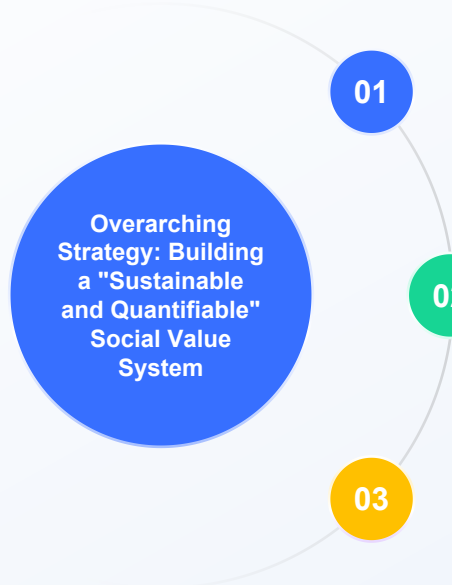 01
Overarching
Strategy: Building
a "Sustainable
and Quantifiable"
Social Value
System
03